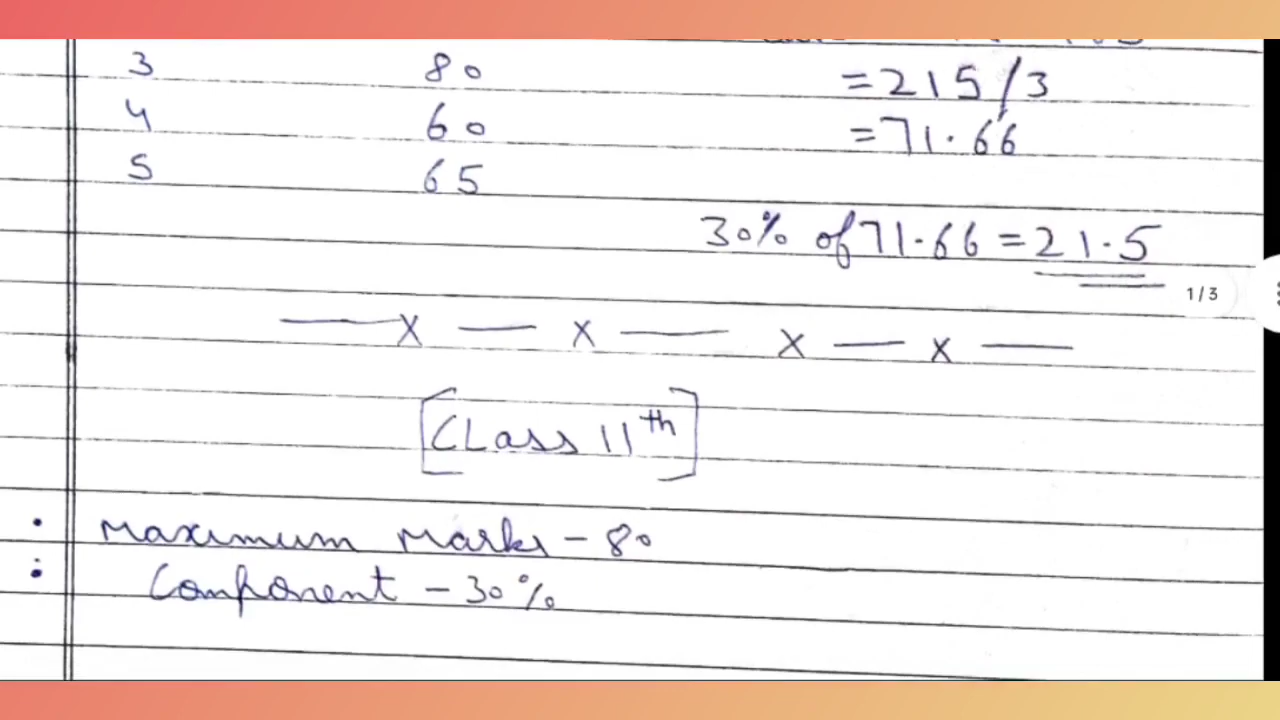 3 80 = 215/3
4 60 = 71.66
5 65
30% of 71.66 = 21.5
1/3
— x — x — x — x —
[CLass 11th]
• Maximum Marks - 80
: Component - 30%